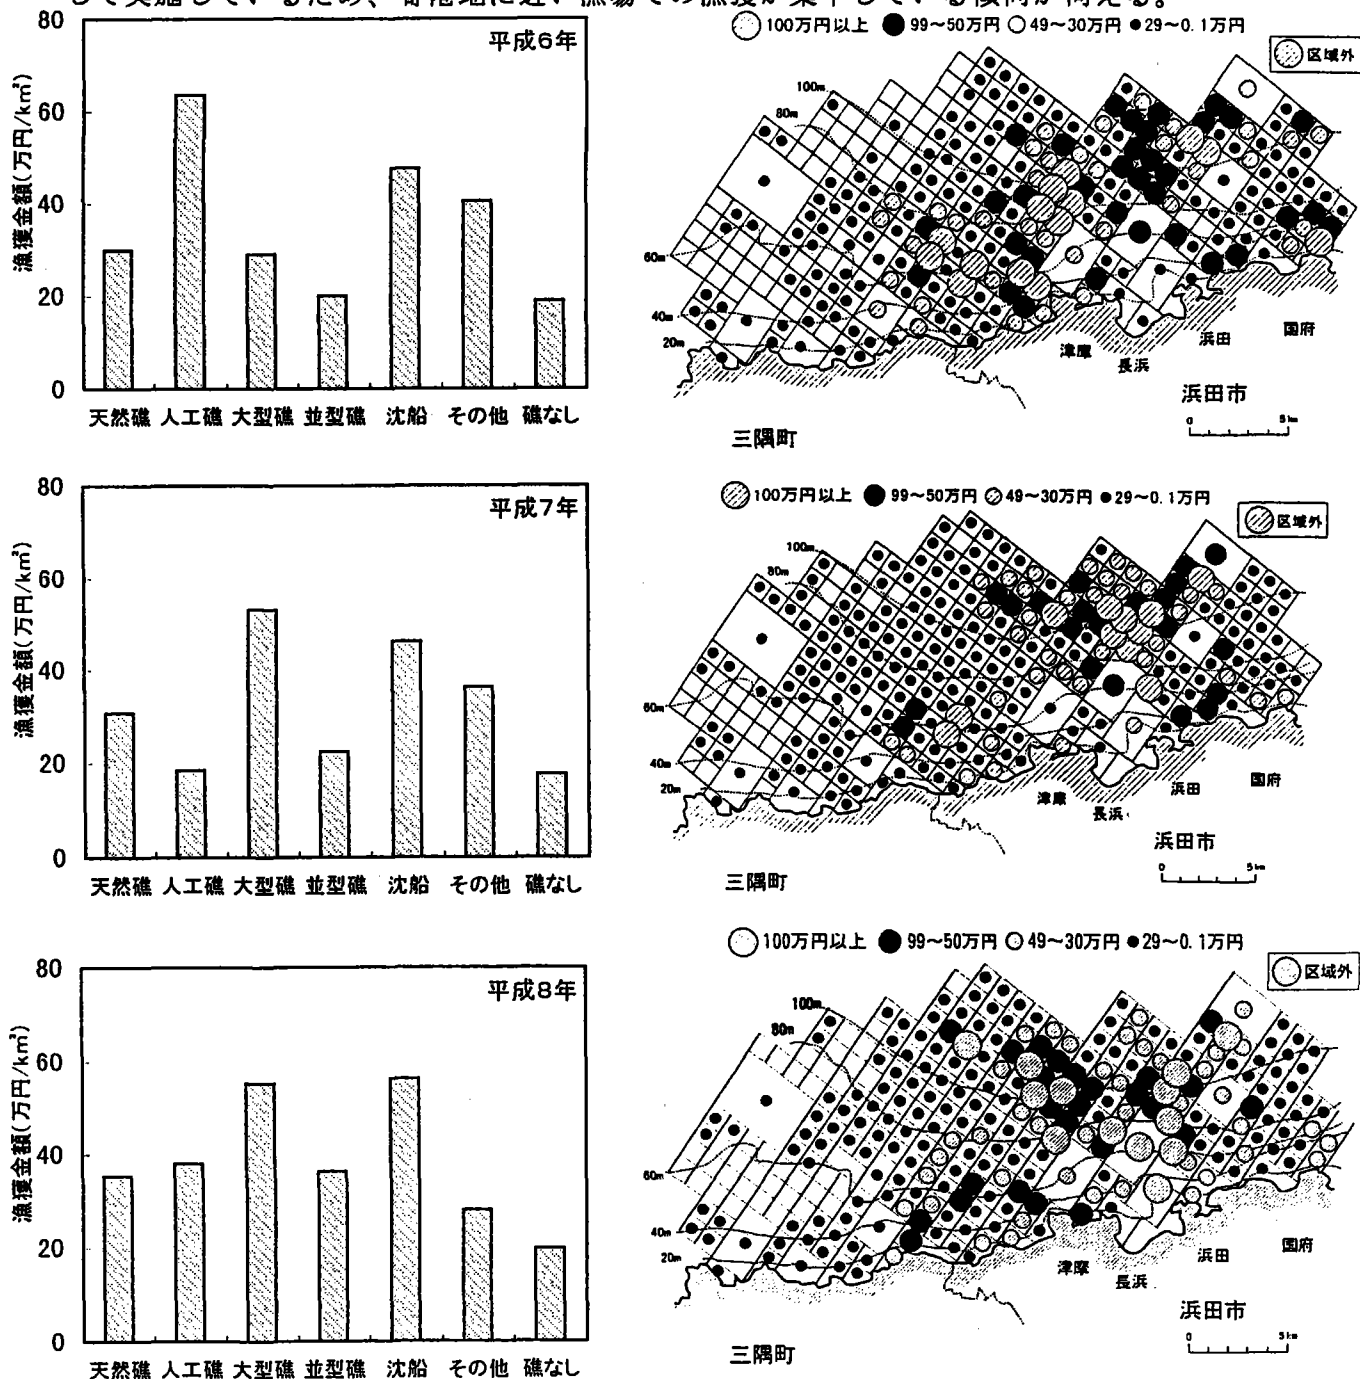 して実施しているため、寄港地に近い漁場での漁獲が集中している傾向が伺える。
平成6年
漁獲金額(万円/km²)
80
60
40
20
0
天然礁 人工礁 大型礁 並型礁 沈船 その他 礁なし
100万円以上 99~50万円 49~30万円 29~0.1万円
区域外
100m
80m
60m
40m
20m
津摩
長浜
浜田
国府
浜田市
三隅町
0 5km
平成7年
漁獲金額(万円/km²)
80
60
40
20
0
天然礁 人工礁 大型礁 並型礁 沈船 その他 礁なし
100万円以上 99~50万円 49~30万円 29~0.1万円
区域外
100m
80m
60m
40m
20m
津摩
長浜
浜田
国府
浜田市
三隅町
0 5km
平成8年
漁獲金額(万円/km²)
80
60
40
20
0
天然礁 人工礁 大型礁 並型礁 沈船 その他 礁なし
100万円以上 99~50万円 49~30万円 29~0.1万円
区域外
100m
80m
60m
40m
20m
津摩
長浜
浜田
国府
浜田市
三隅町
0 5km